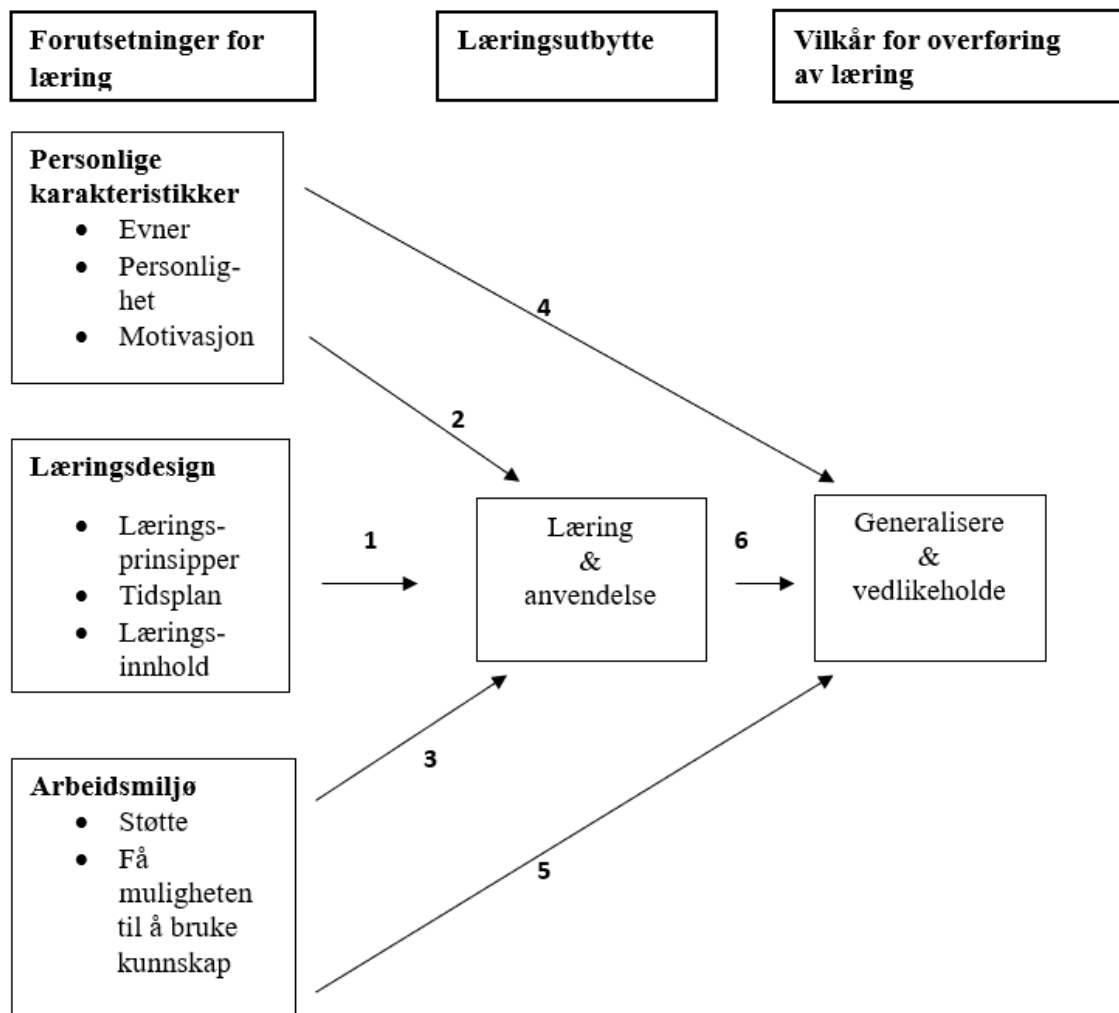 Forutsetninger for
læring
Læringsutbytte
Vilkår for overføring
av læring
Personlige
karakteristikker
• Evner
• Personlig-
het
• Motivasjon
4
2
Læringsdesign
• Lærings-
prinsipper
• Tidsplan
• Lærings-
innhold
1
Læring
&
anvendelse
6
Generalisere
&
vedlikeholde
3
Arbeidsmiljø
• Støtte
• Få
muligheten
til å bruke
kunnskap
5